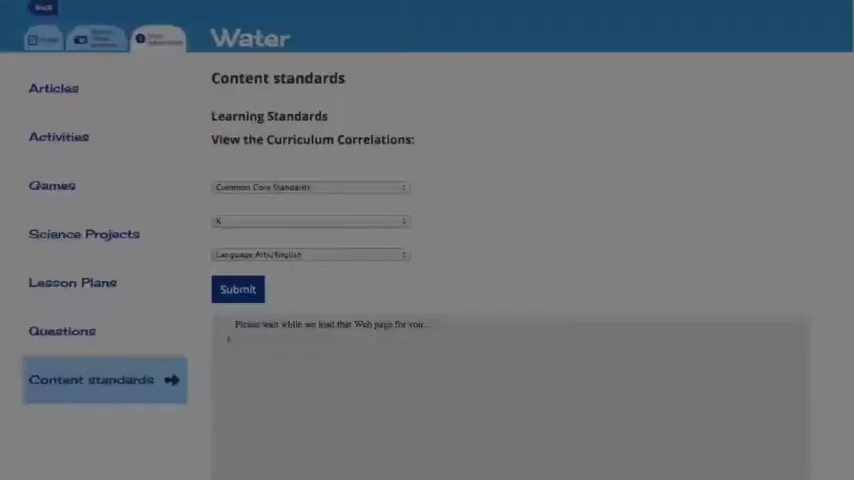 Back
Water
Content standards
Learning Standards
View the Curriculum Correlations:
Common Core Standards
K
Language Arts/English
Submit
Please wait while we load that Web page for you...
Articles
Activities
Games
Science Projects
Lesson Plans
Questions
Content standards